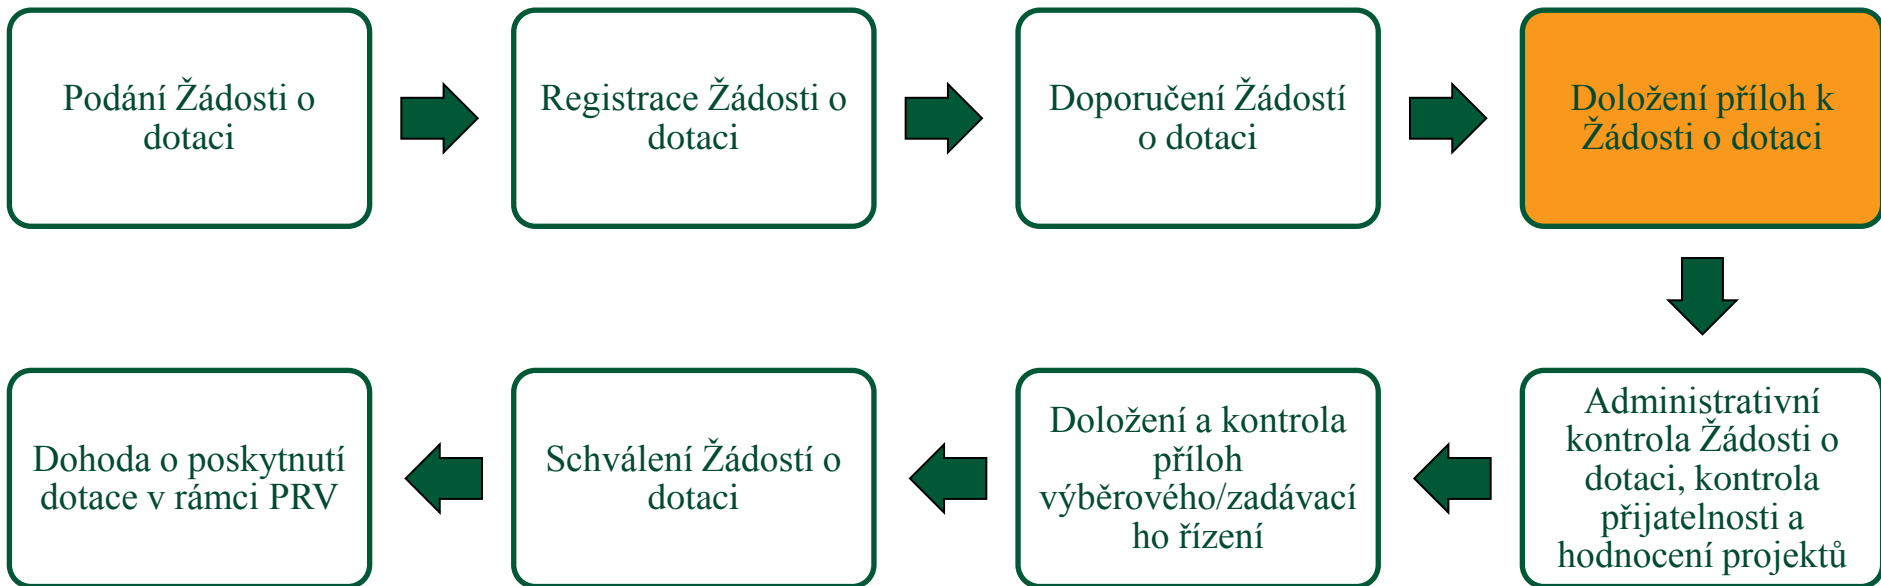 Podání Žádosti o
dotaci
Registrace Žádosti o
dotaci
Doporučení Žádostí
o dotaci
Doložení příloh k
Žádosti o dotaci
Administrativní
kontrola Žádosti o
dotaci, kontrola
přijatelnosti a
hodnocení projektů
Doložení a kontrola
příloh
výběrového/zadávací
ho řízení
Schválení Žádostí o
dotaci
Dohoda o poskytnutí
dotace v rámci PRV